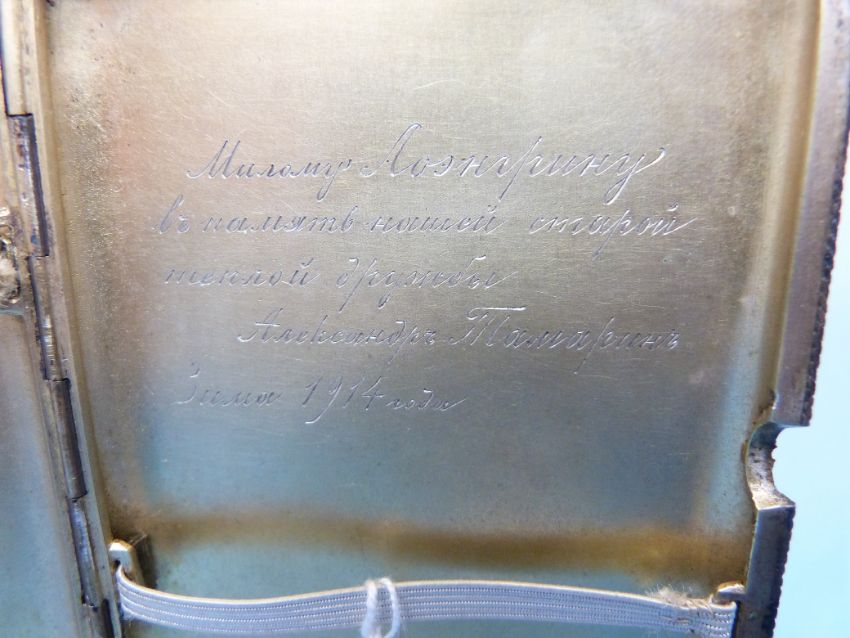 Милому Лоэнгрину
въ память нашей старой
теплой дружбы
Александръ Тамаринъ
Зима 1914 года